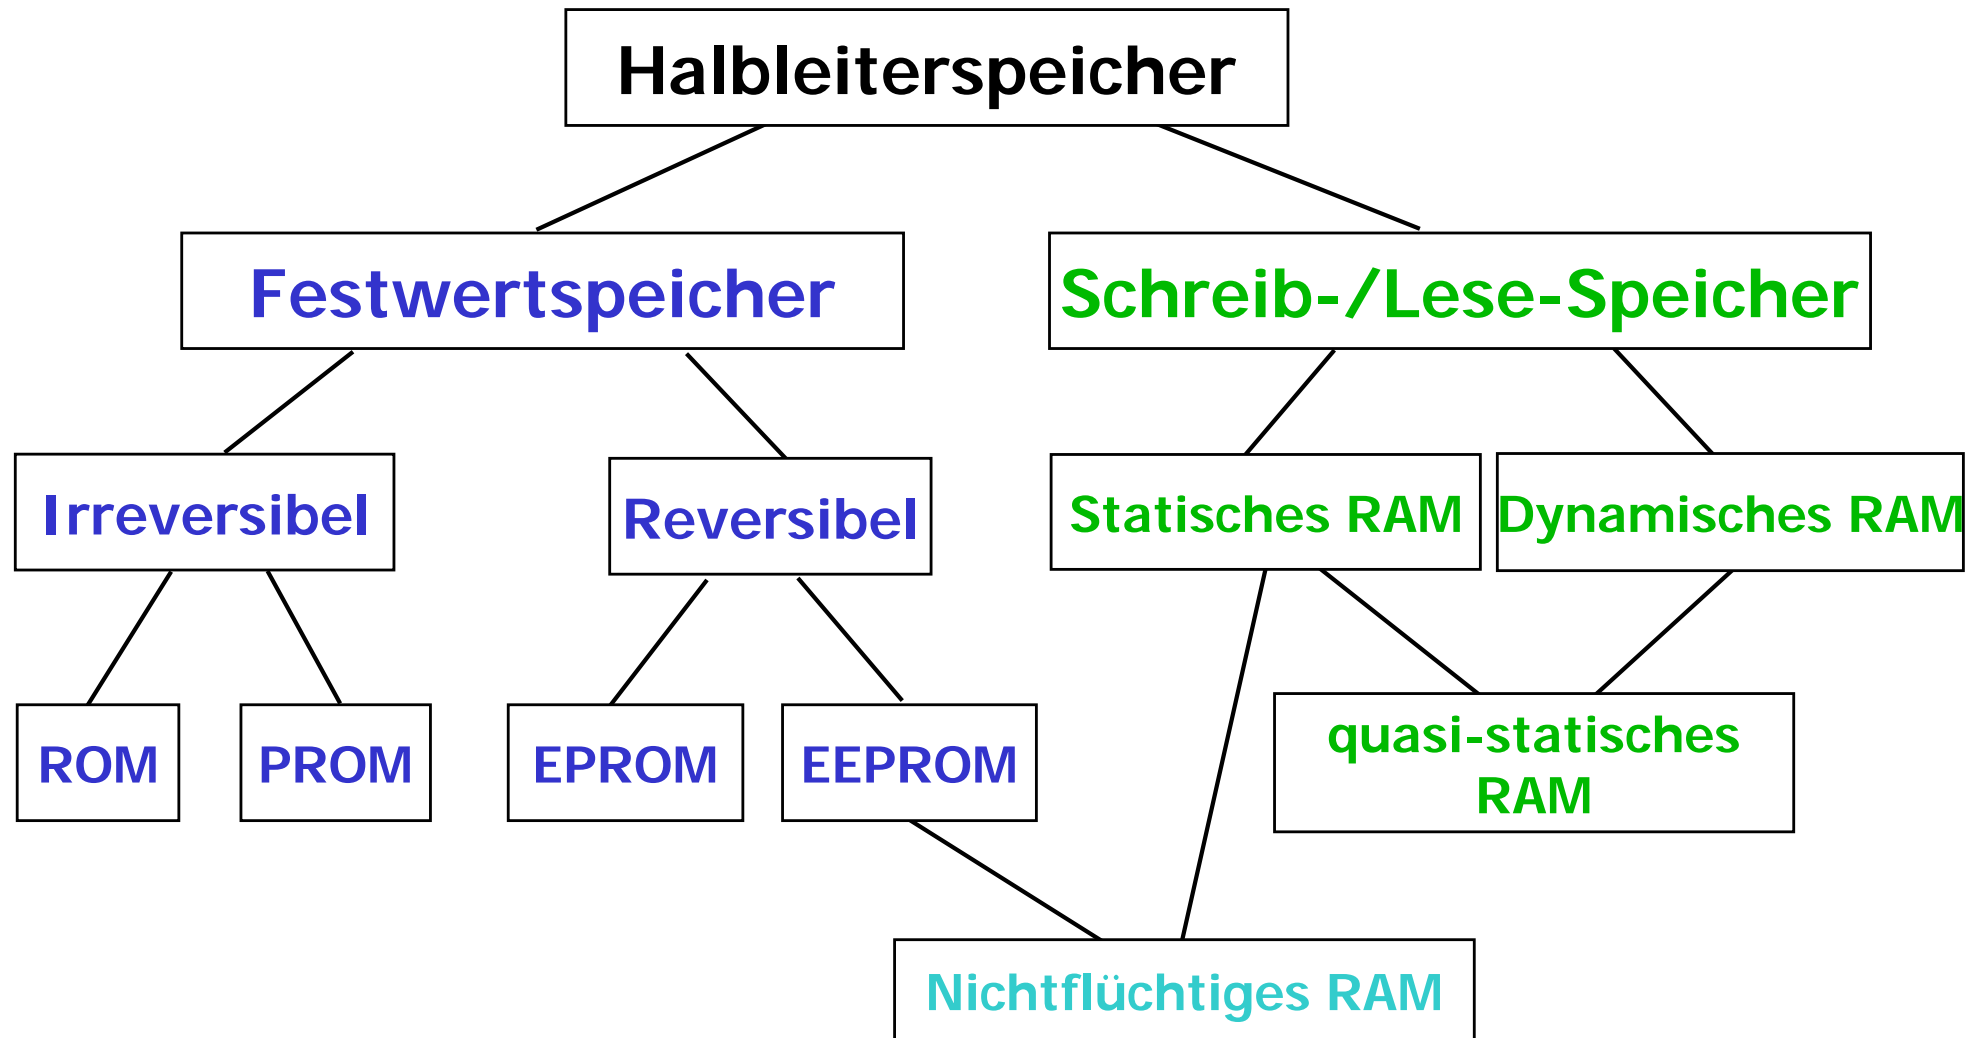 Halbleiterspeicher
Festwertspeicher
Schreib-/Lese-Speicher
Irreversibel
Reversibel
Statisches RAM
Dynamisches RAM
ROM
PROM
EPROM
EEPROM
quasi-statisches
RAM
Nichtflüchtiges RAM